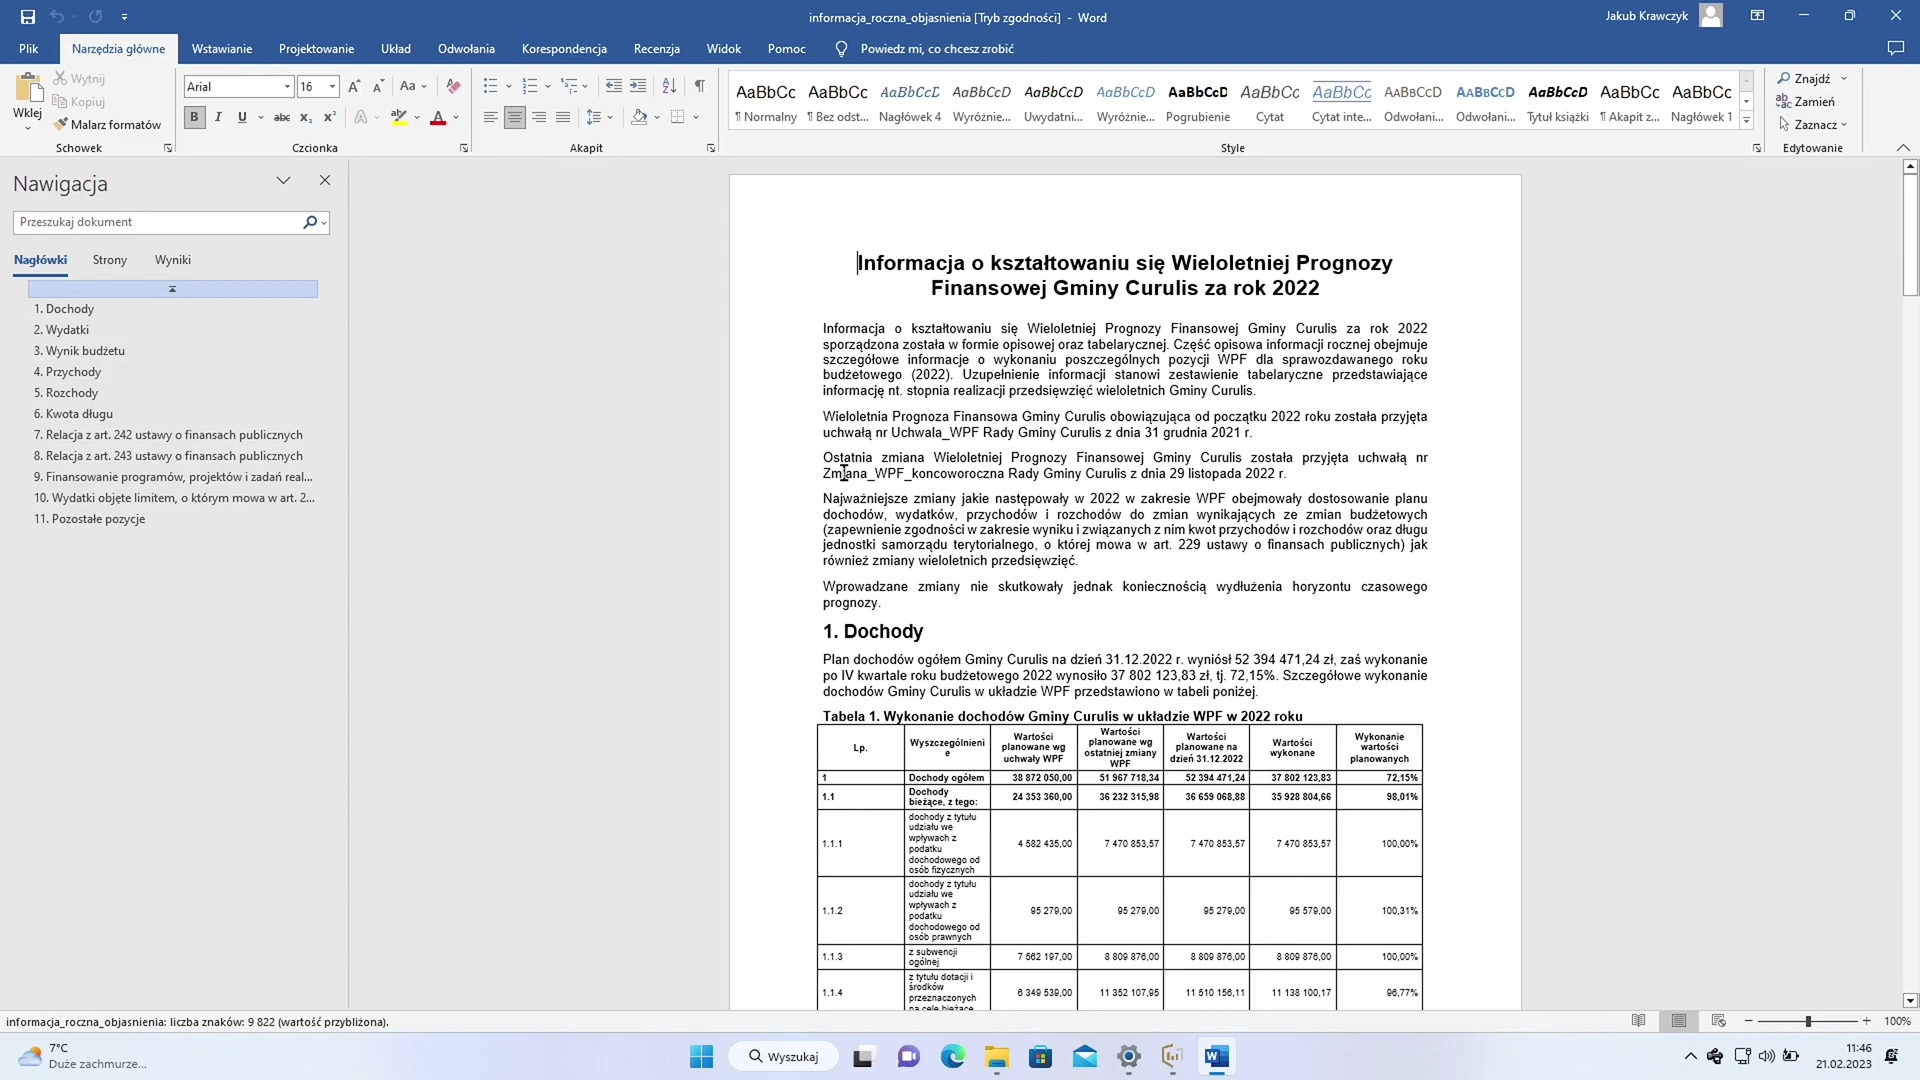 informacja_roczna_objasnienia [Tryb zgodności] - Word
Jakub Krawczyk
Plik
Narzędzia główne
Wstawianie
Projektowanie
Układ
Odwołania
Korespondencja
Recenzja
Widok
Pomoc
Powiedz mi, co chcesz zrobić
Wklej
Wytnij
Kopiuj
Malarz formatów
Schowek
Arial
16
Czcionka
Akapit
AaBbCc ¶ Normalny
AaBbCc ¶ Bez odst...
AaBbCcD Nagłówek 4
AaBbCcD Wyróżnie...
AaBbCcD Uwydatni...
AaBbCcD Wyróżnie...
AaBbCcD Pogrubienie
AaBbCc Cytat
AaBbCc Cytat inte...
AaBbCcD Odwołani...
AaBbCcD Odwołani...
AaBbCcD Tytuł książki
AaBbCc ¶ Akapit z...
AaBbCc Nagłówek 1
Style
Znajdź
Zamień
Zaznacz
Edytowanie
Nawigacja
Przeszukaj dokument
Nagłówki
Strony
Wyniki
1. Dochody
2. Wydatki
3. Wynik budżetu
4. Przychody
5. Rozchody
6. Kwota długu
7. Relacja z art. 242 ustawy o finansach publicznych
8. Relacja z art. 243 ustawy o finansach publicznych
9. Finansowanie programów, projektów i zadań real...
10. Wydatki objęte limitem, o którym mowa w art. 2...
11. Pozostałe pozycje
Informacja o kształtowaniu się Wieloletniej Prognozy
Finansowej Gminy Curulis za rok 2022
Informacja o kształtowaniu się Wieloletniej Prognozy Finansowej Gminy Curulis za rok 2022
sporządzona została w formie opisowej oraz tabelarycznej. Część opisowa informacji rocznej obejmuje
szczegółowe informacje o wykonaniu poszczególnych pozycji WPF dla sprawozdawanego roku
budżetowego (2022). Uzupełnienie informacji stanowi zestawienie tabelaryczne przedstawiające
informację nt. stopnia realizacji przedsięwzięć wieloletnich Gminy Curulis.
Wieloletnia Prognoza Finansowa Gminy Curulis obowiązująca od początku 2022 roku została przyjęta
uchwałą nr Uchwala_WPF Rady Gminy Curulis z dnia 31 grudnia 2021 r.
Ostatnia zmiana Wieloletniej Prognozy Finansowej Gminy Curulis została przyjęta uchwałą nr
Zmiana_WPF_koncoworoczna Rady Gminy Curulis z dnia 29 listopada 2022 r.
Najważniejsze zmiany jakie następowały w 2022 w zakresie WPF obejmowały dostosowanie planu
dochodów, wydatków, przychodów i rozchodów do zmian wynikających ze zmian budżetowych
(zapewnienie zgodności w zakresie wyniku i związanych z nim kwot przychodów i rozchodów oraz długu
jednostki samorządu terytorialnego, o której mowa w art. 229 ustawy o finansach publicznych) jak
również zmiany wieloletnich przedsięwzięć.
Wprowadzane zmiany nie skutkowały jednak koniecznością wydłużenia horyzontu czasowego
prognozy.
1. Dochody
Plan dochodów ogółem Gminy Curulis na dzień 31.12.2022 r. wyniósł 52 394 471,24 zł, zaś wykonanie
po IV kwartale roku budżetowego 2022 wynosiło 37 802 123,83 zł, tj. 72,15%. Szczegółowe wykonanie
dochodów Gminy Curulis w układzie WPF przedstawiono w tabeli poniżej.
Tabela 1. Wykonanie dochodów Gminy Curulis w układzie WPF w 2022 roku
Lp.
Wyszczególnieni
e
Wartości
planowane wg
uchwały WPF
Wartości
planowane wg
ostatniej zmiany
WPF
Wartości
planowane na
dzień 31.12.2022
Wartości
wykonane
Wykonanie
wartości
planowanych
1
Dochody ogółem
38 872 050,00
51 967 718,34
52 394 471,24
37 802 123,83
72,15%
1.1
Dochody
bieżące, z tego:
24 353 360,00
36 232 315,98
36 659 068,88
35 928 804,66
98,01%
1.1.1
dochody z tytułu
udziału we
wpływach z
podatku
dochodowego od
osób fizycznych
4 582 435,00
7 470 853,57
7 470 853,57
7 470 853,57
100,00%
1.1.2
dochody z tytułu
udziału we
wpływach z
podatku
dochodowego od
osób prawnych
95 279,00
95 279,00
95 279,00
95 579,00
100,31%
1.1.3
z subwencji
ogólnej
7 562 197,00
8 809 876,00
8 809 876,00
8 809 876,00
100,00%
1.1.4
z tytułu dotacji i
środków
przeznaczonych
na cele bieżące
6 349 539,00
11 352 107,95
11 510 156,11
11 138 100,17
96,77%
informacja_roczna_objasnienia: liczba znaków: 9 822 (wartość przybliżona).
100%
7°C
Duże zachmurze...
Wyszukaj
11:46
21.02.2023